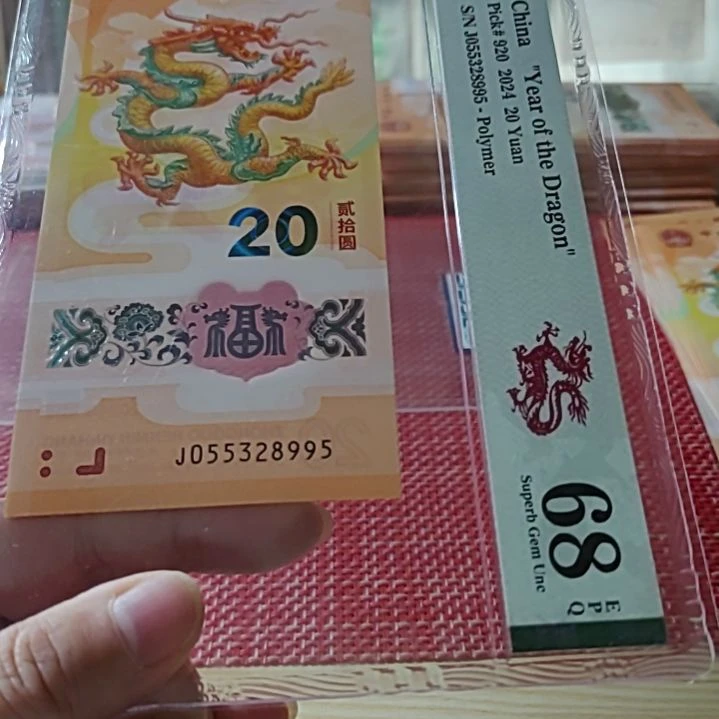 20
贰拾圆
福
J055328995
China "Year of the Dragon"
Pick# 920 2024 20 Yuan
S/N J055328995 - Polymer
68
EPQ
Superb Gem Unc